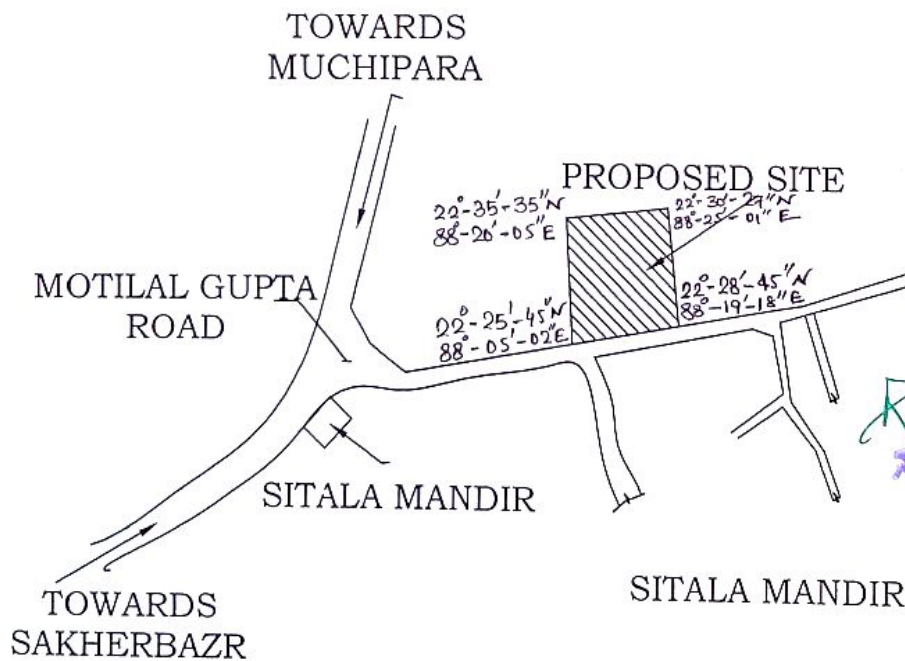 TOWARDS
MUCHIPARA
PROPOSED SITE
22°-35'-35"N
88°-20'-05"E
22°-30'-27"N
88°-25'-01"E
MOTILAL GUPTA
ROAD
22°-25'-45"N
88°-05'-02"E
22°-28'-45"N
88°-19'-18"E
SITALA MANDIR
SITALA MANDIR
TOWARDS
SAKHERBAZR